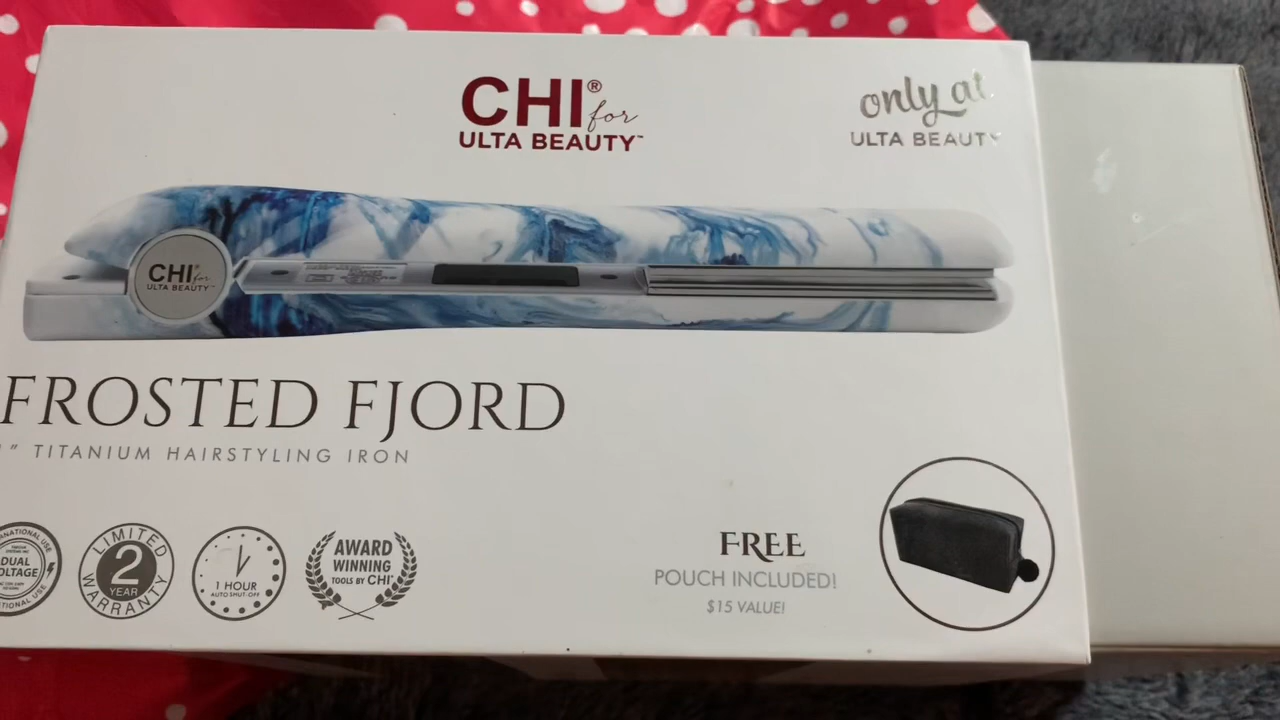 CHI® for
ULTA BEAUTY™
only at
ULTA BEAUTY
CHI® for
ULTA BEAUTY™
FROSTED FJORD
" TITANIUM HAIRSTYLING IRON
DUAL
VOLTAGE
LIMITED
2
YEAR
WARRANTY
1 HOUR
AUTO SHUT-OFF
AWARD
WINNING
TOOLS BY CHI®
FREE
POUCH INCLUDED!
$15 VALUE!